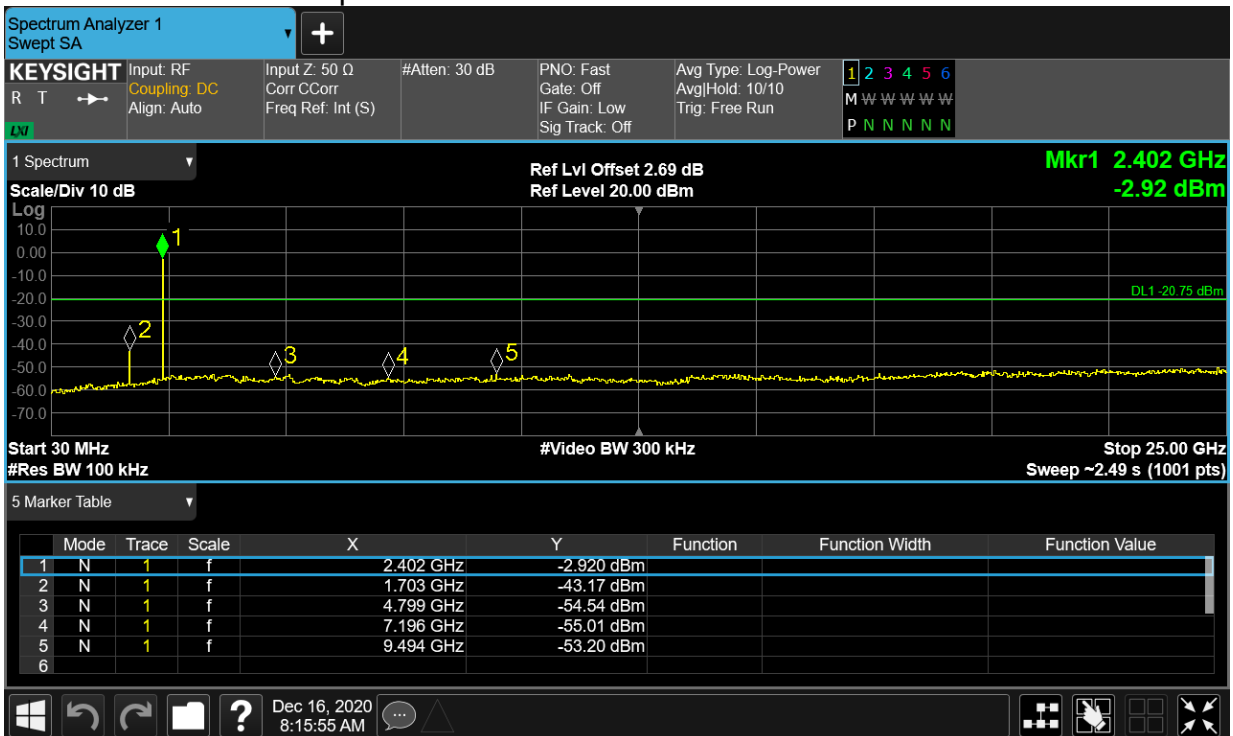 Spectrum Analyzer 1
Swept SA
+
KEYSIGHT Input: RF Input Z: 50 Ω #Atten: 30 dB PNO: Fast Avg Type: Log-Power 1 2 3 4 5 6
R T Coupling: DC Corr CCorr Gate: Off Avg|Hold: 10/10 M W W W W W
Align: Auto Freq Ref: Int (S) IF Gain: Low Trig: Free Run
LXI Sig Track: Off P N N N N N
1 Spectrum Ref Lvl Offset 2.69 dB Mkr1 2.402 GHz
Scale/Div 10 dB Ref Level 20.00 dBm -2.92 dBm
Log
10.0 1
0.00
-10.0
-20.0 DL1 -20.75 dBm
-30.0 2
-40.0 3 4 5
-50.0
-60.0
-70.0
Start 30 MHz #Video BW 300 kHz Stop 25.00 GHz
#Res BW 100 kHz Sweep ~2.49 s (1001 pts)
5 Marker Table
Mode Trace Scale X Y Function Function Width Function Value
1 N 1 f 2.402 GHz -2.920 dBm
2 N 1 f 1.703 GHz -43.17 dBm
3 N 1 f 4.799 GHz -54.54 dBm
4 N 1 f 7.196 GHz -55.01 dBm
5 N 1 f 9.494 GHz -53.20 dBm
6
? Dec 16, 2020
8:15:55 AM